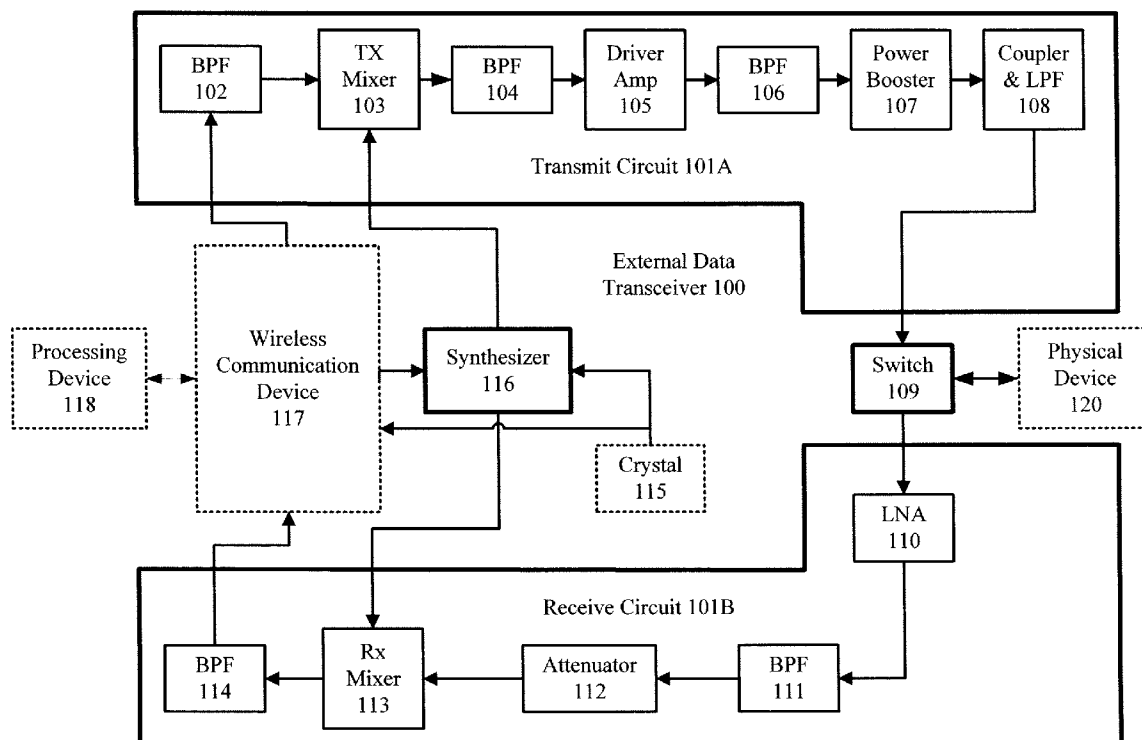 BPF
102
TX
Mixer
103
BPF
104
Driver
Amp
105
BPF
106
Power
Booster
107
Coupler
& LPF
108
Transmit Circuit 101A
External Data
Transceiver 100
Processing
Device
118
Wireless
Communication
Device
117
Synthesizer
116
Switch
109
Physical
Device
120
Crystal
115
LNA
110
Receive Circuit 101B
BPF
114
Rx
Mixer
113
Attenuator
112
BPF
111